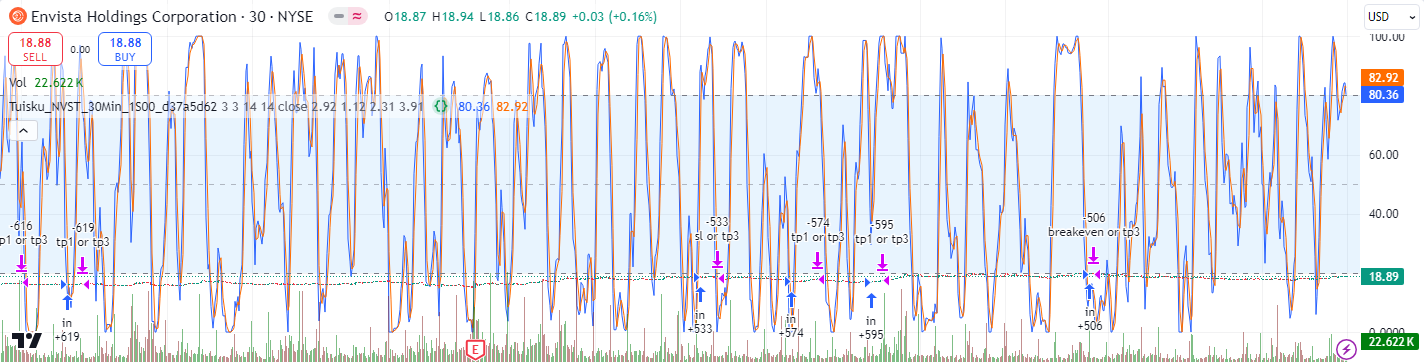 Envista Holdings Corporation · 30 · NYSE
O18.87 H18.94 L18.86 C18.89 +0.03 (+0.16%)
USD
18.88
SELL
0.00
18.88
BUY
Vol 22.622 K
Tuisku_NVST_30Min_1S00_d37a5d62 3 3 14 14 close 2.92 1.12 2.31 3.91 {} 80.36 82.92
100.00
82.92
80.36
60.00
40.00
18.89
0.0000
22.622 K
-616
p1 or tp3
-619
tp1 or tp3
in
+619
-533
sl or tp3
in
+533
-574
tp1 or tp3
in
+574
-595
tp1 or tp3
in
+595
-506
breakeven or tp3
in
+506
E